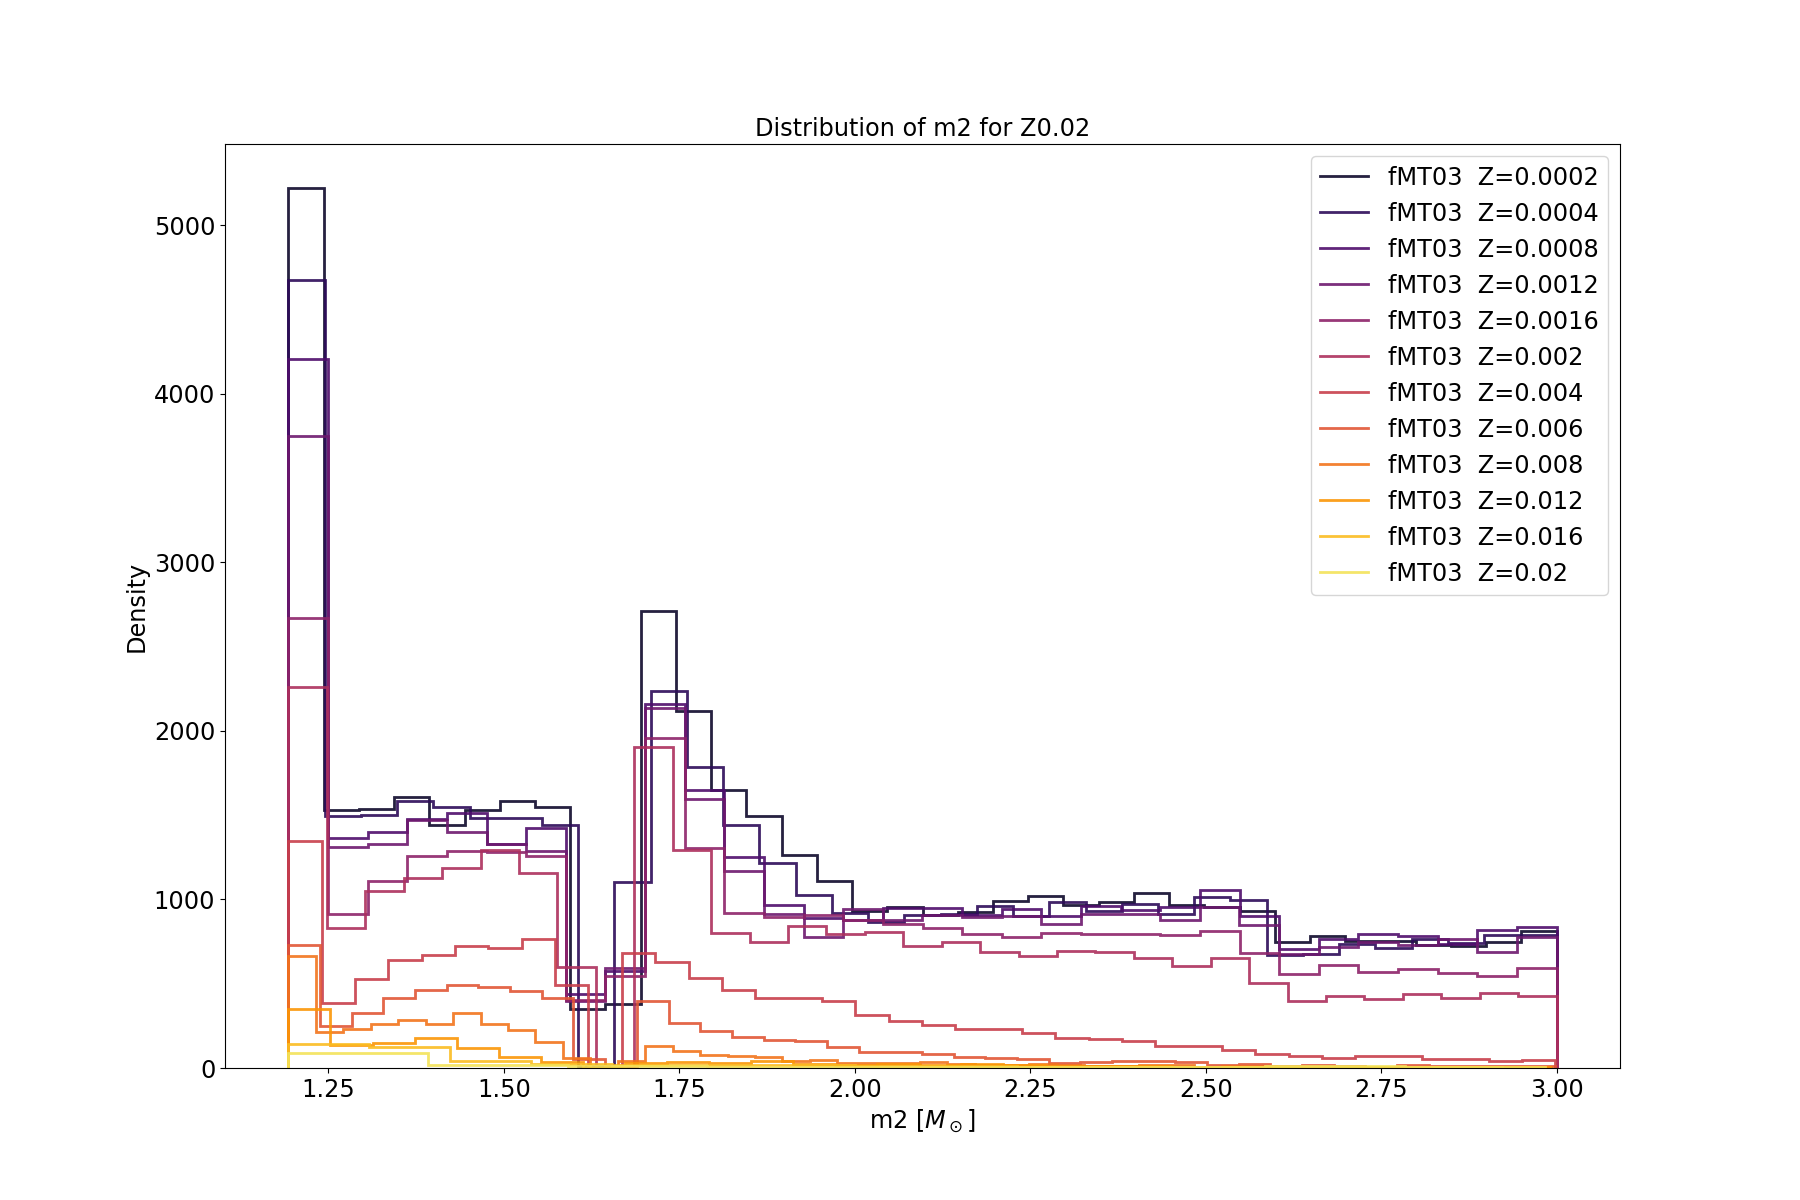 Distribution of m2 for Z0.02
fMT03  Z=0.0002
fMT03  Z=0.0004
fMT03  Z=0.0008
fMT03  Z=0.0012
fMT03  Z=0.0016
fMT03  Z=0.002
fMT03  Z=0.004
fMT03  Z=0.006
fMT03  Z=0.008
fMT03  Z=0.012
fMT03  Z=0.016
fMT03  Z=0.02
Density
5000
4000
3000
2000
1000
0
1.25 1.50 1.75 2.00 2.25 2.50 2.75 3.00
m2 [M⊙]